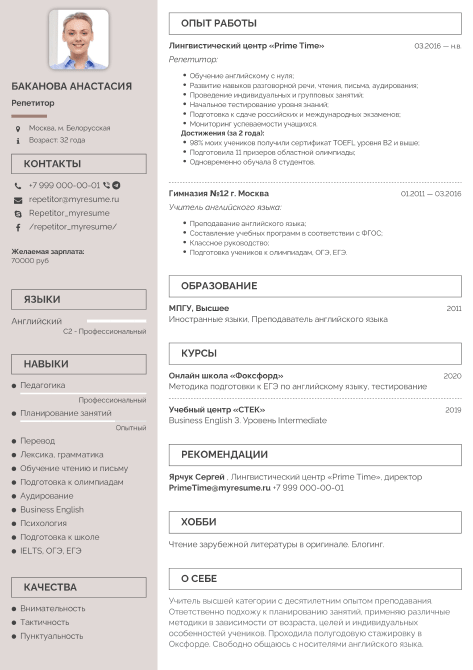 БАКАНОВА АНАСТАСИЯ
Репетитор
Москва, м. Белорусская
Возраст: 32 года
КОНТАКТЫ
+7 999 000-00-01
repetitor@myresume.ru
Repetitor_myresume
/repetitor_myresume/
Желаемая зарплата:
70000 руб
ЯЗЫКИ
Английский
C2 - Профессиональный
НАВЫКИ
Педагогика
Профессиональный
Планирование занятий
Опытный
Перевод
Лексика, грамматика
Обучение чтению и письму
Подготовка к олимпиадам
Аудирование
Business English
Психология
Подготовка к школе
IELTS, ОГЭ, ЕГЭ
КАЧЕСТВА
Внимательность
Тактичность
Пунктуальность
ОПЫТ РАБОТЫ
Лингвистический центр «Prime Time» 03.2016 — н.в.
Репетитор:
Обучение английскому с нуля;
Развитие навыков разговорной речи, чтения, письма, аудирования;
Проведение индивидуальных и групповых занятий;
Начальное тестирование уровня знаний;
Подготовка к сдаче российских и международных экзаменов;
Мониторинг успеваемости учащихся.
Достижения (за 2 года):
98% моих учеников получили сертификат TOEFL уровня B2 и выше;
Подготовила 11 призеров областной олимпиады;
Одновременно обучала 8 студентов.
Гимназия №12 г. Москва 01.2011 — 03.2016
Учитель английского языка:
Преподавание английского языка;
Составление учебных программ в соответствии с ФГОС;
Классное руководство;
Подготовка учеников к олимпиадам, ОГЭ, ЕГЭ.
ОБРАЗОВАНИЕ
МПГУ, Высшее 2011
Иностранные языки, Преподаватель английского языка
КУРСЫ
Онлайн школа «Фоксфорд» 2020
Методика подготовки к ЕГЭ по английскому языку, тестирование
Учебный центр «СТЕК» 2019
Business English 3. Уровень Intermediate
РЕКОМЕНДАЦИИ
Ярчук Сергей , Лингвистический центр «Prime Time», директор
PrimeTime@myresume.ru +7 999 000-00-01
ХОББИ
Чтение зарубежной литературы в оригинале. Блогинг.
О СЕБЕ
Учитель высшей категории с десятилетним опытом преподавания.
Ответственно подхожу к планированию занятий, применяю различные
методики в зависимости от возраста, целей и индивидуальных
особенностей учеников. Проходила полугодовую стажировку в
Оксфорде. Свободно общаюсь с носителями английского языка.